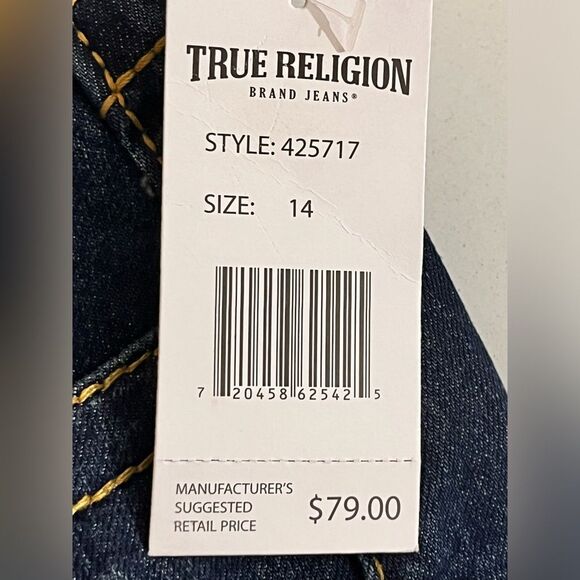 TRUE RELIGION
BRAND JEANS®
STYLE: 425717
SIZE: 14
7 20458 62542 5
MANUFACTURER'S
SUGGESTED
RETAIL PRICE
$79.00